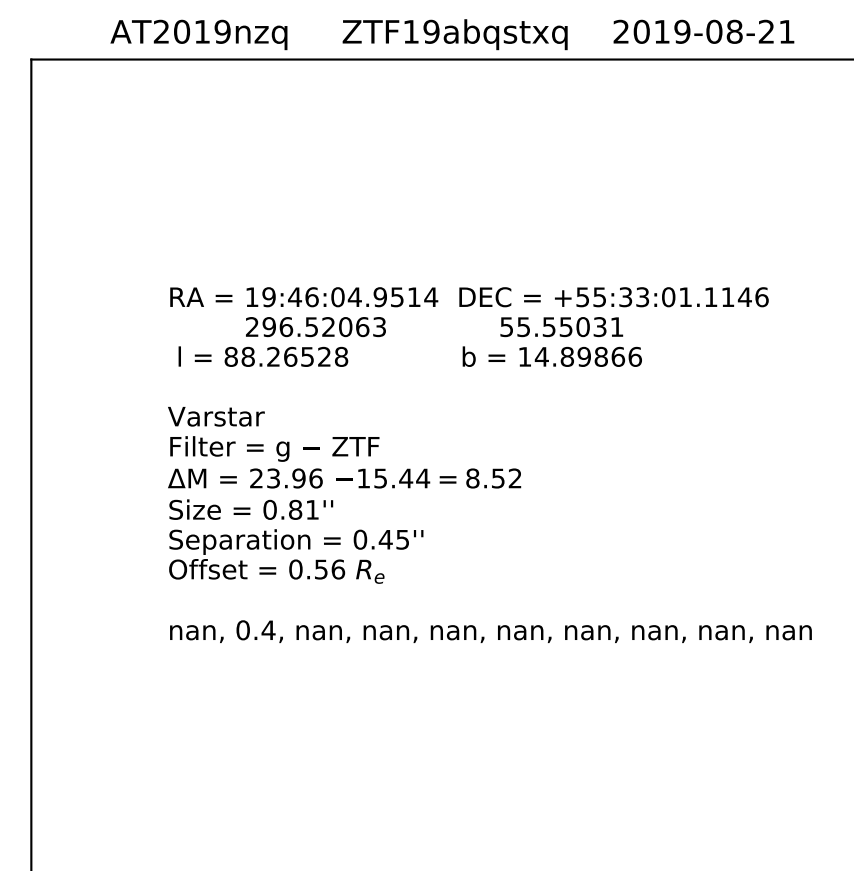 AT2019nzq ZTF19abqstxq 2019-08-21
RA = 19:46:04.9514 DEC = +55:33:01.1146
296.52063 55.55031
l = 88.26528 b = 14.89866
Varstar
Filter = g − ZTF
ΔM = 23.96 −15.44 = 8.52
Size = 0.81''
Separation = 0.45''
Offset = 0.56 Rₑ
nan, 0.4, nan, nan, nan, nan, nan, nan, nan, nan